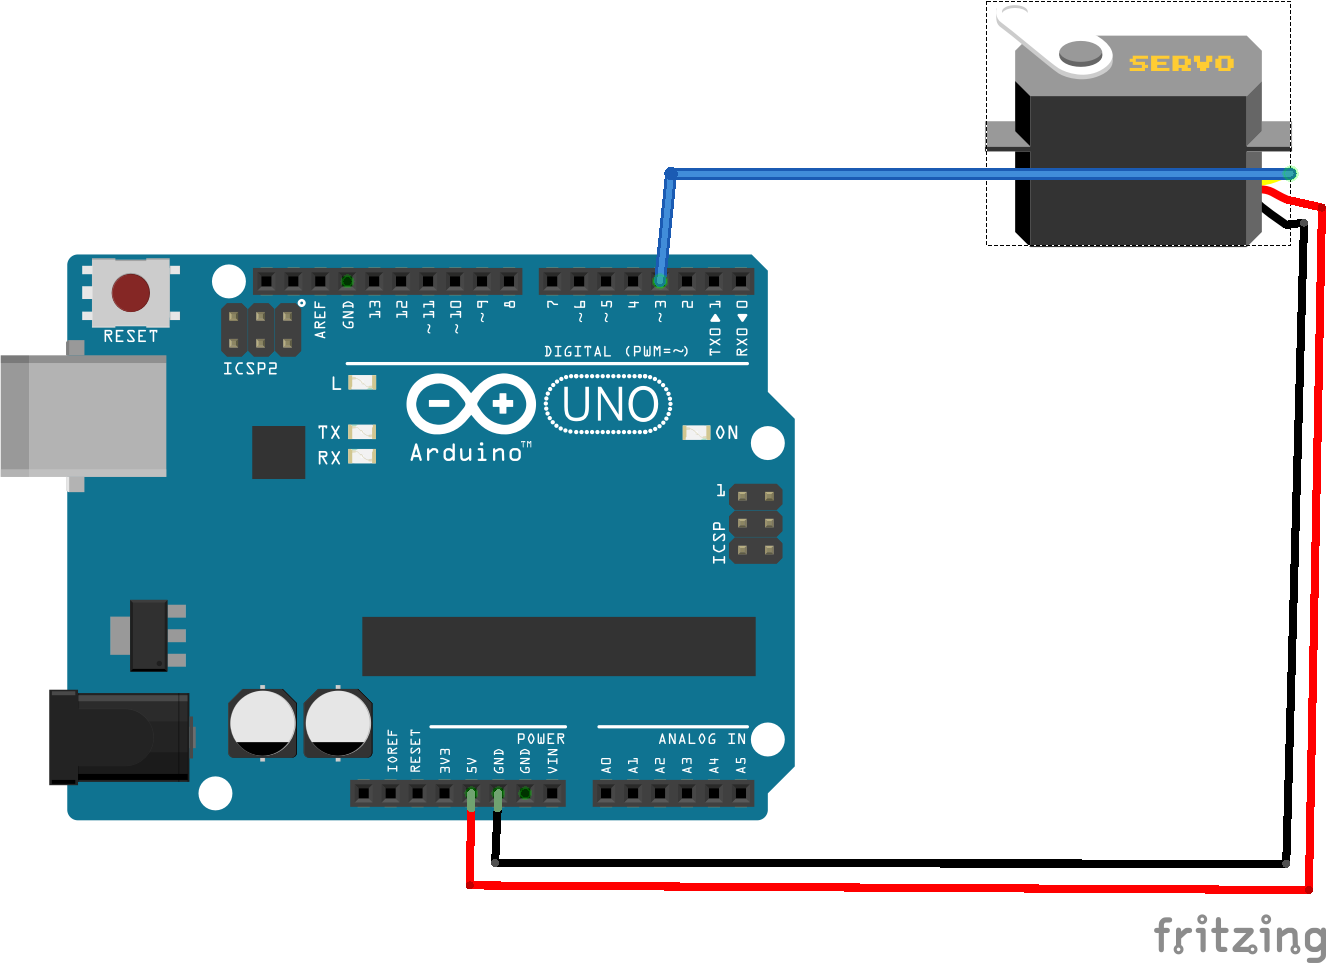 SERVO
RESET
ICSP2
AREF
GND
13
12
~11
~10
~9
8
7
~6
~5
4
~3
2
TX0▶1
RX0◀0
DIGITAL (PWM=~)
L
TX
RX
Arduino™
UNO
ON
1
ICSP
POWER
ANALOG IN
IOREF
RESET
3V3
5V
GND
GND
VIN
A0
A1
A2
A3
A4
A5
fritzing